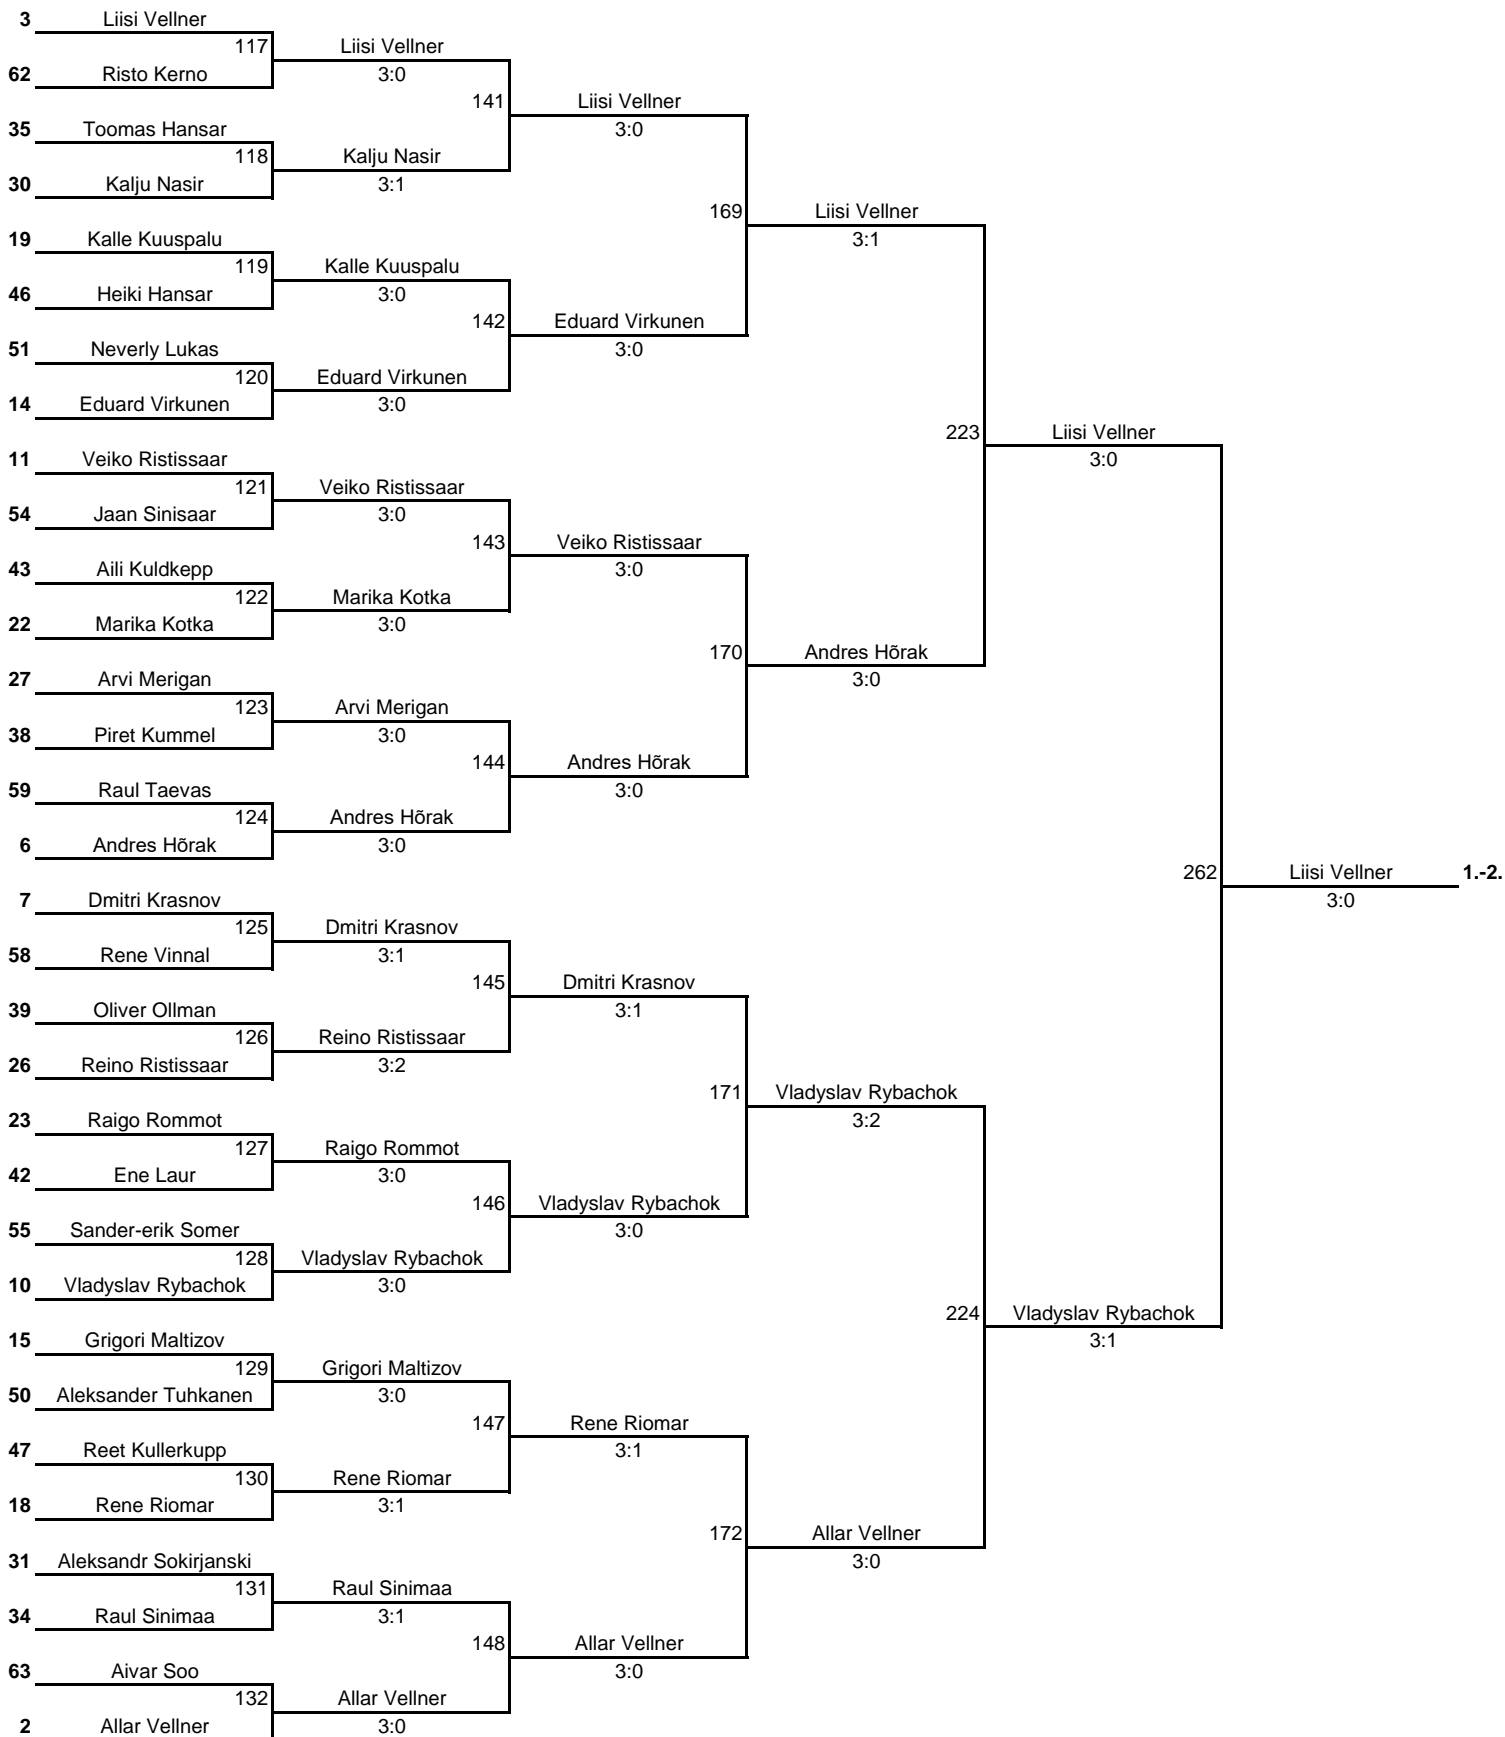 3 Liisi Vellner
117 Liisi Vellner
62 Risto Kerno 3:0
141 Liisi Vellner
35 Toomas Hansar 3:0
118 Kalju Nasir
30 Kalju Nasir 3:1
169 Liisi Vellner
19 Kalle Kuuspalu 3:1
119 Kalle Kuuspalu
46 Heiki Hansar 3:0
142 Eduard Virkunen
51 Neverly Lukas 3:0
120 Eduard Virkunen
14 Eduard Virkunen 3:0
223 Liisi Vellner
11 Veiko Ristissaar 3:0
121 Veiko Ristissaar
54 Jaan Sinisaar 3:0
143 Veiko Ristissaar
43 Aili Kuldkepp 3:0
122 Marika Kotka
22 Marika Kotka 3:0
170 Andres Hõrak
27 Arvi Merigan 3:0
123 Arvi Merigan
38 Piret Kummel 3:0
144 Andres Hõrak
59 Raul Taevas 3:0
124 Andres Hõrak
6 Andres Hõrak 3:0
262 Liisi Vellner 1.-2.
7 Dmitri Krasnov 3:0
125 Dmitri Krasnov
58 Rene Vinnal 3:1
145 Dmitri Krasnov
39 Oliver Ollman 3:1
126 Reino Ristissaar
26 Reino Ristissaar 3:2
171 Vladyslav Rybachok
23 Raigo Rommot 3:2
127 Raigo Rommot
42 Ene Laur 3:0
146 Vladyslav Rybachok
55 Sander-erik Somer 3:0
128 Vladyslav Rybachok
10 Vladyslav Rybachok 3:0
224 Vladyslav Rybachok
15 Grigori Maltizov 3:1
129 Grigori Maltizov
50 Aleksander Tuhkanen 3:0
147 Rene Riomar
47 Reet Kullerkupp 3:1
130 Rene Riomar
18 Rene Riomar 3:1
172 Allar Vellner
31 Aleksandr Sokirjanski 3:0
131 Raul Sinimaa
34 Raul Sinimaa 3:1
148 Allar Vellner
63 Aivar Soo 3:0
132 Allar Vellner
2 Allar Vellner 3:0